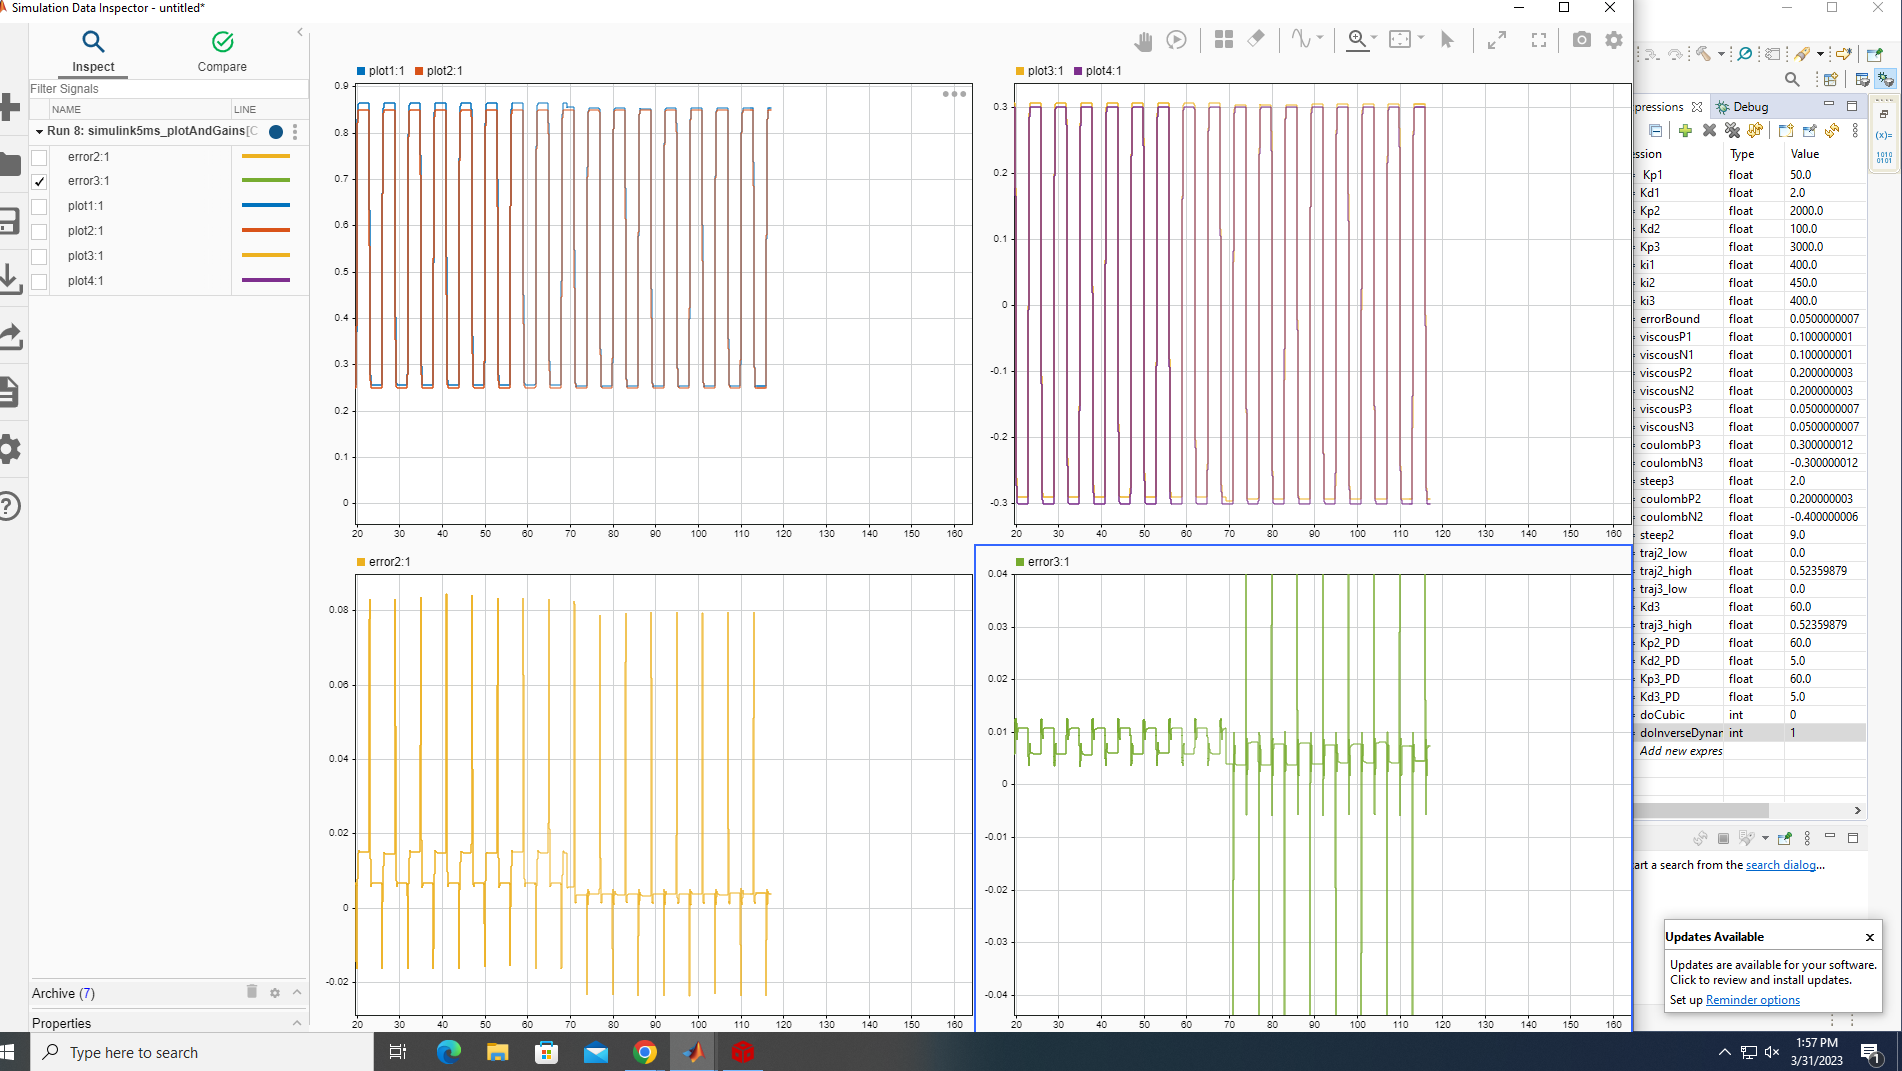 Simulation Data Inspector - untitled*
Inspect
Compare
Filter Signals
NAME
LINE
Run 8: simulink5ms_plotAndGains[C
error2:1
error3:1
plot1:1
plot2:1
plot3:1
plot4:1
Archive (7)
Properties
plot1:1 plot2:1
0.9
0.8
0.7
0.6
0.5
0.4
0.3
0.2
0.1
0
20 30 40 50 60 70 80 90 100 110 120 130 140 150 160
plot3:1 plot4:1
0.3
0.2
0.1
0
-0.1
-0.2
-0.3
20 30 40 50 60 70 80 90 100 110 120 130 140 150 160
error2:1
0.08
0.06
0.04
0.02
0
-0.02
20 30 40 50 60 70 80 90 100 110 120 130 140 150 160
error3:1
0.04
0.03
0.02
0.01
0
-0.01
-0.02
-0.03
-0.04
20 30 40 50 60 70 80 90 100 110 120 130 140 150 160
pressions
Debug
ession Type Value
Kp1 float 50.0
Kd1 float 2.0
Kp2 float 2000.0
Kd2 float 100.0
Kp3 float 3000.0
ki1 float 400.0
ki2 float 450.0
ki3 float 400.0
errorBound float 0.0500000007
viscousP1 float 0.100000001
viscousN1 float 0.100000001
viscousP2 float 0.200000003
viscousN2 float 0.200000003
viscousP3 float 0.0500000007
viscousN3 float 0.0500000007
coulombP3 float 0.300000012
coulombN3 float -0.300000012
steep3 float 2.0
coulombP2 float 0.200000003
coulombN2 float -0.400000006
steep2 float 9.0
traj2_low float 0.0
traj2_high float 0.52359879
traj3_low float 0.0
Kd3 float 60.0
traj3_high float 0.52359879
Kp2_PD float 60.0
Kd2_PD float 5.0
Kp3_PD float 60.0
Kd3_PD float 5.0
doCubic int 0
doInverseDynar int 1
Add new expres
(x)=
1010
0101
art a search from the search dialog...
Updates Available x
Updates are available for your software.
Click to review and install updates.
Set up Reminder options
Type here to search
1:57 PM
3/31/2023
1